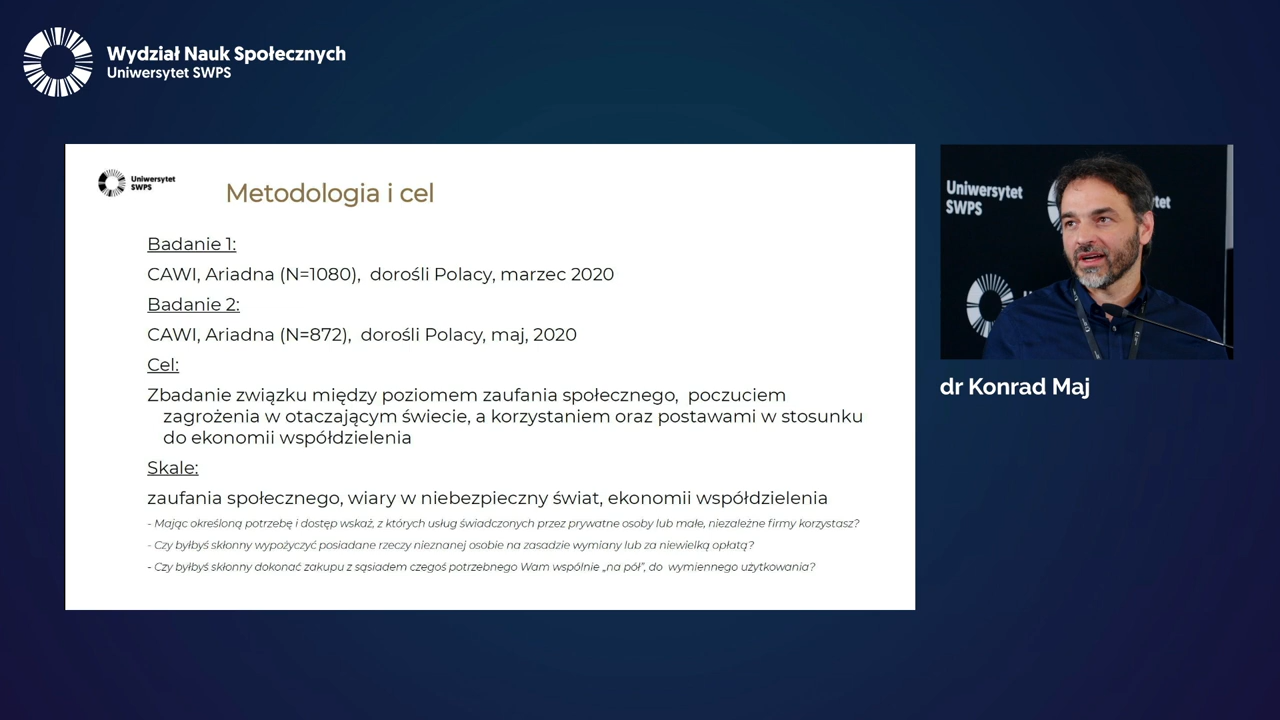 Wydział Nauk Społecznych
Uniwersytet SWPS
Uniwersytet
SWPS
Metodologia i cel
Badanie 1:
CAWI, Ariadna (N=1080),  dorośli Polacy, marzec 2020
Badanie 2:
CAWI, Ariadna (N=872),  dorośli Polacy, maj, 2020
Cel:
Zbadanie związku między poziomem zaufania społecznego,  poczuciem
zagrożenia w otaczającym świecie, a korzystaniem oraz postawami w stosunku
do ekonomii współdzielenia
Skale:
zaufania społecznego, wiary w niebezpieczny świat, ekonomii współdzielenia
- Mając określoną potrzebę i dostęp wskaż, z których usług świadczonych przez prywatne osoby lub małe, niezależne firmy korzystasz?
- Czy byłbyś skłonny wypożyczyć posiadane rzeczy nieznanej osobie na zasadzie wymiany lub za niewielką opłatą?
- Czy byłbyś skłonny dokonać zakupu z sąsiadem czegoś potrzebnego Wam wspólnie „na pół”, do  wymiennego użytkowania?
Uniwersytet
SWPS
tet
dr Konrad Maj